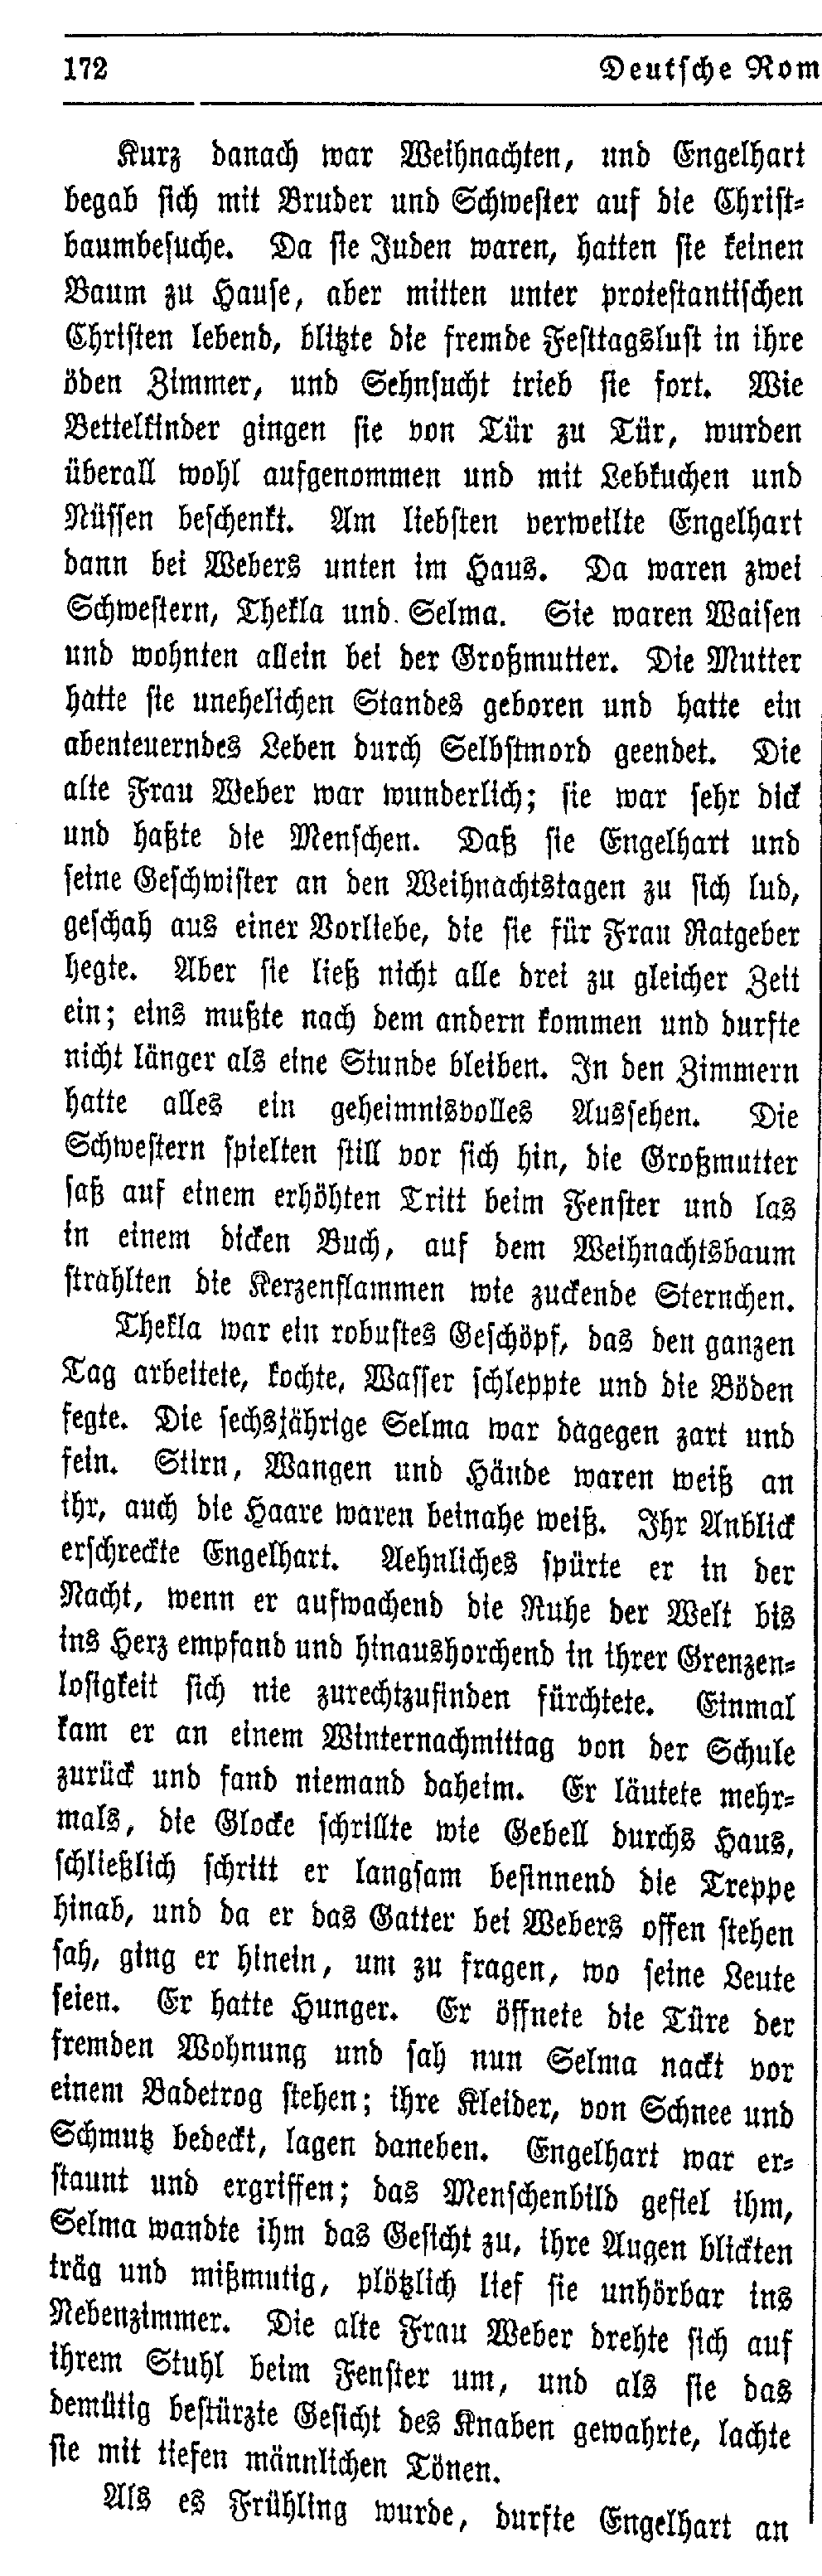 172 Deutsche Rom
Kurz danach war Weihnachten, und Engelhart
begab sich mit Bruder und Schwester auf die Christ-
baumbesuche. Da sie Juden waren, hatten sie keinen
Baum zu Hause, aber mitten unter protestantischen
Christen lebend, blitzte die fremde Festtagslust in ihre
öden Zimmer, und Sehnsucht trieb sie fort. Wie
Bettelkinder gingen sie von Tür zu Tür, wurden
überall wohl aufgenommen und mit Lebkuchen und
Nüssen beschenkt. Am liebsten verweilte Engelhart
dann bei Webers unten im Haus. Da waren zwei
Schwestern, Thekla und Selma. Sie waren Waisen
und wohnten allein bei der Großmutter. Die Mutter
hatte sie unehelichen Standes geboren und hatte ein
abenteuerndes Leben durch Selbstmord geendet. Die
alte Frau Weber war wunderlich; sie war sehr dick
und haßte die Menschen. Daß sie Engelhart und
seine Geschwister an den Weihnachtstagen zu sich lud,
geschah aus einer Vorliebe, die sie für Frau Ratgeber
hegte. Aber sie ließ nicht alle drei zu gleicher Zeit
ein; eins mußte nach dem andern kommen und durfte
nicht länger als eine Stunde bleiben. In den Zimmern
hatte alles ein geheimnisvolles Aussehen. Die
Schwestern spielten still vor sich hin, die Großmutter
saß auf einem erhöhten Tritt beim Fenster und las
in einem dicken Buch, auf dem Weihnachtsbaum
strahlten die Kerzenflammen wie zuckende Sternchen.
Thekla war ein robustes Geschöpf, das den ganzen
Tag arbeitete, kochte, Wasser schleppte und die Böden
fegte. Die sechsjährige Selma war dagegen zart und
fein. Stirn, Wangen und Hände waren weiß an
ihr, auch die Haare waren beinahe weiß. Ihr Anblick
erschreckte Engelhart. Aehnliches spürte er in der
Nacht, wenn er aufwachend die Ruhe der Welt bis
ins Herz empfand und hinaushorchend in ihrer Grenzen-
losigkeit sich nie zurechtzufinden fürchtete. Einmal
kam er an einem Winternachmittag von der Schule
zurück und fand niemand daheim. Er läutete mehr-
mals, die Glocke schrillte wie Gebell durchs Haus,
schließlich schritt er langsam besinnend die Treppe
hinab, und da er das Gatter bei Webers offen stehen
sah, ging er hinein, um zu fragen, wo seine Leute
seien. Er hatte Hunger. Er öffnete die Türe der
fremden Wohnung und sah nun Selma nackt vor
einem Badetrog stehen; ihre Kleider, von Schnee und
Schmutz bedeckt, lagen daneben. Engelhart war er-
staunt und ergriffen; das Menschenbild gefiel ihm,
Selma wandte ihm das Gesicht zu, ihre Augen blickten
träg und mißmutig, plötzlich lief sie unhörbar ins
Nebenzimmer. Die alte Frau Weber drehte sich auf
ihrem Stuhl beim Fenster um, und als sie das
demütig bestürzte Gesicht des Knaben gewahrte, lachte
sie mit tiefen männlichen Tönen.
Als es Frühling wurde, durfte Engelhart an